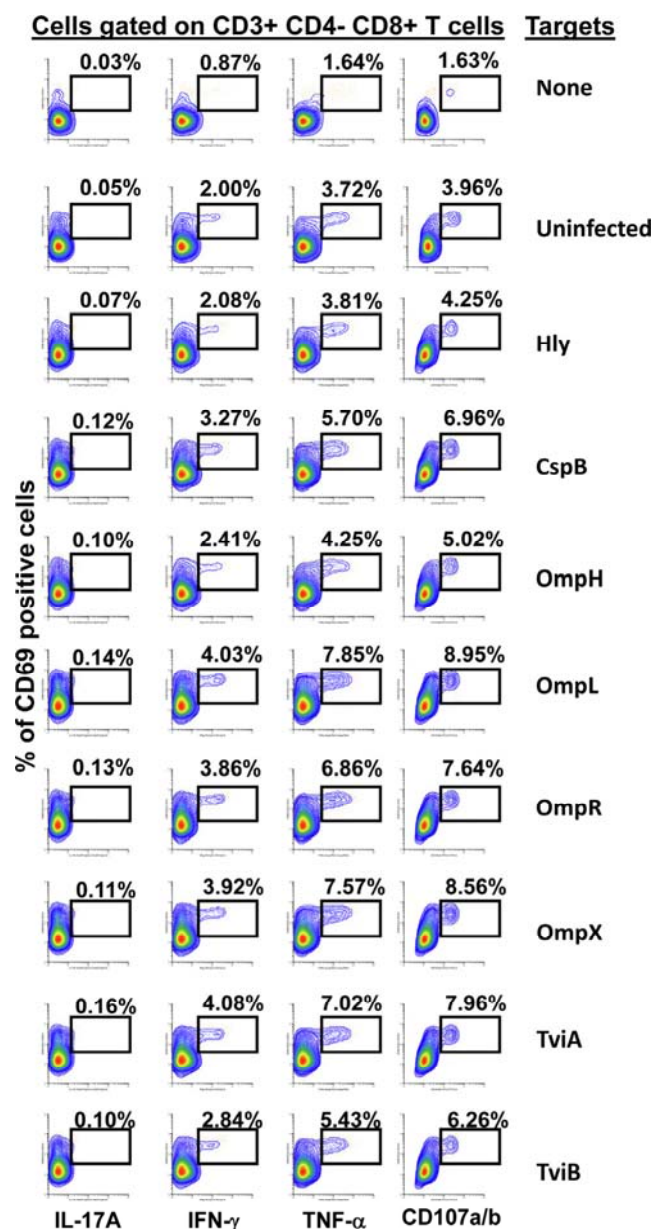 Cells gated on CD3+ CD4- CD8+ T cells Targets
0.03% 0.87% 1.64% 1.63% None
0.05% 2.00% 3.72% 3.96% Uninfected
0.07% 2.08% 3.81% 4.25% Hly
0.12% 3.27% 5.70% 6.96% CspB
0.10% 2.41% 4.25% 5.02% OmpH
0.14% 4.03% 7.85% 8.95% OmpL
0.13% 3.86% 6.86% 7.64% OmpR
0.11% 3.92% 7.57% 8.56% OmpX
0.16% 4.08% 7.02% 7.96% TviA
0.10% 2.84% 5.43% 6.26% TviB
% of CD69 positive cells
IL-17A IFN-γ TNF-α CD107a/b